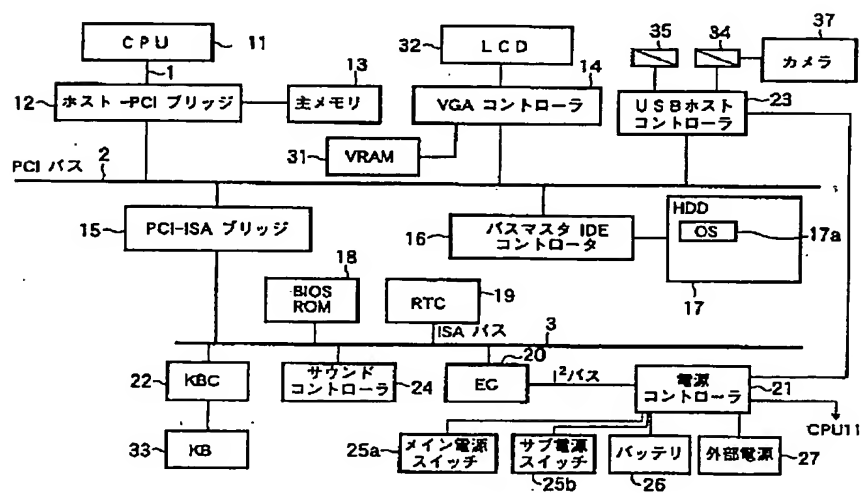 CPU
11
1
12
ホスト-PCI ブリッジ
13
主メモリ
32
LCD
14
VGA コントローラ
31
VRAM
35
34
37
カメラ
USBホスト
コントローラ
23
PCI バス
2
15
PCI-ISA ブリッジ
16
バスマスタ IDE
コントロータ
HDD
OS
17a
17
18
BIOS
ROM
RTC
19
ISA バス
3
22
KBC
サウンド
コントローラ
24
20
EC
I²バス
電源
コントローラ
21
CPU11
33
KB
25a
メイン電源
スイッチ
サブ電源
スイッチ
25b
バッテリ
26
外部電源
27